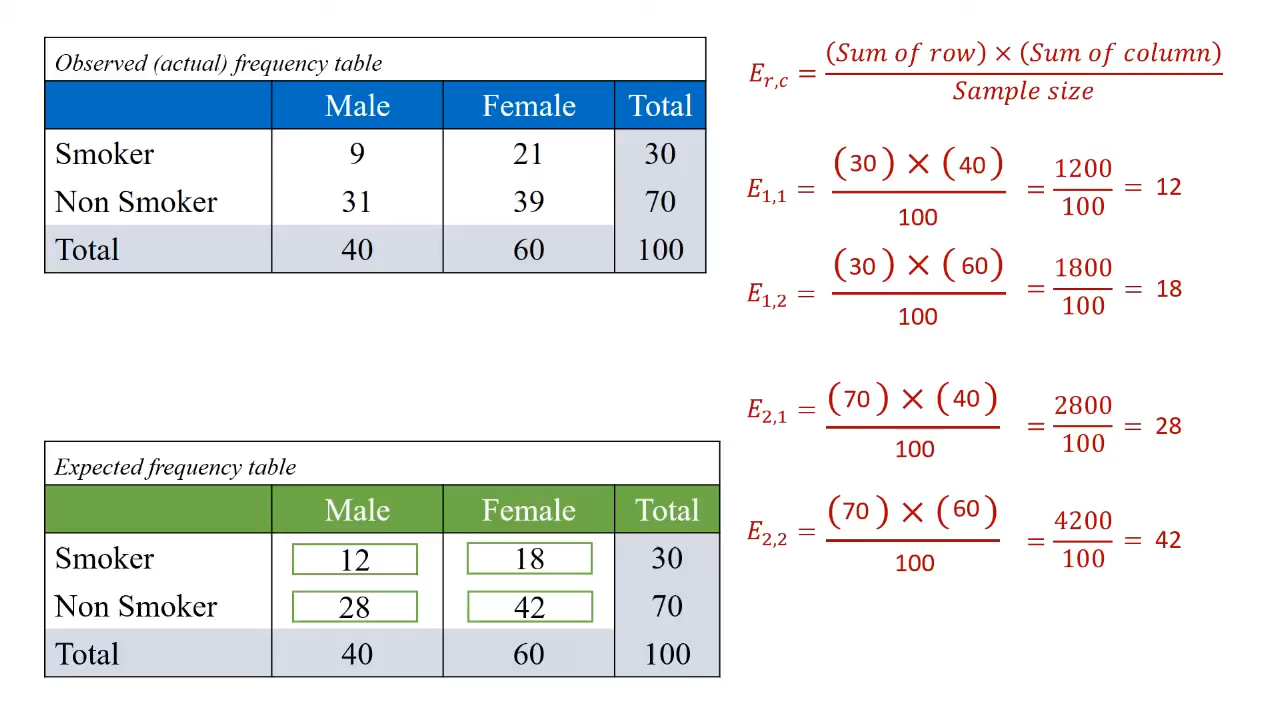 Observed (actual) frequency table
Male Female Total
Smoker 9 21 30
Non Smoker 31 39 70
Total 40 60 100
E_{r,c} = (Sum of row) × (Sum of column) / Sample size
E_{1,1} = (30) × (40) / 100 = 1200 / 100 = 12
E_{1,2} = (30) × (60) / 100 = 1800 / 100 = 18
E_{2,1} = (70) × (40) / 100 = 2800 / 100 = 28
E_{2,2} = (70) × (60) / 100 = 4200 / 100 = 42
Expected frequency table
Male Female Total
Smoker 12 18 30
Non Smoker 28 42 70
Total 40 60 100